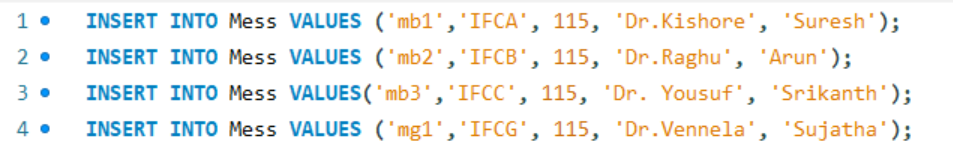 1 INSERT INTO Mess VALUES ('mb1','IFCA', 115, 'Dr.Kishore', 'Suresh');
2 INSERT INTO Mess VALUES ('mb2','IFCB', 115, 'Dr.Raghu', 'Arun');
3 INSERT INTO Mess VALUES('mb3','IFCC', 115, 'Dr. Yousuf', 'Srikanth');
4 INSERT INTO Mess VALUES ('mg1','IFCG', 115, 'Dr.Vennela', 'Sujatha');